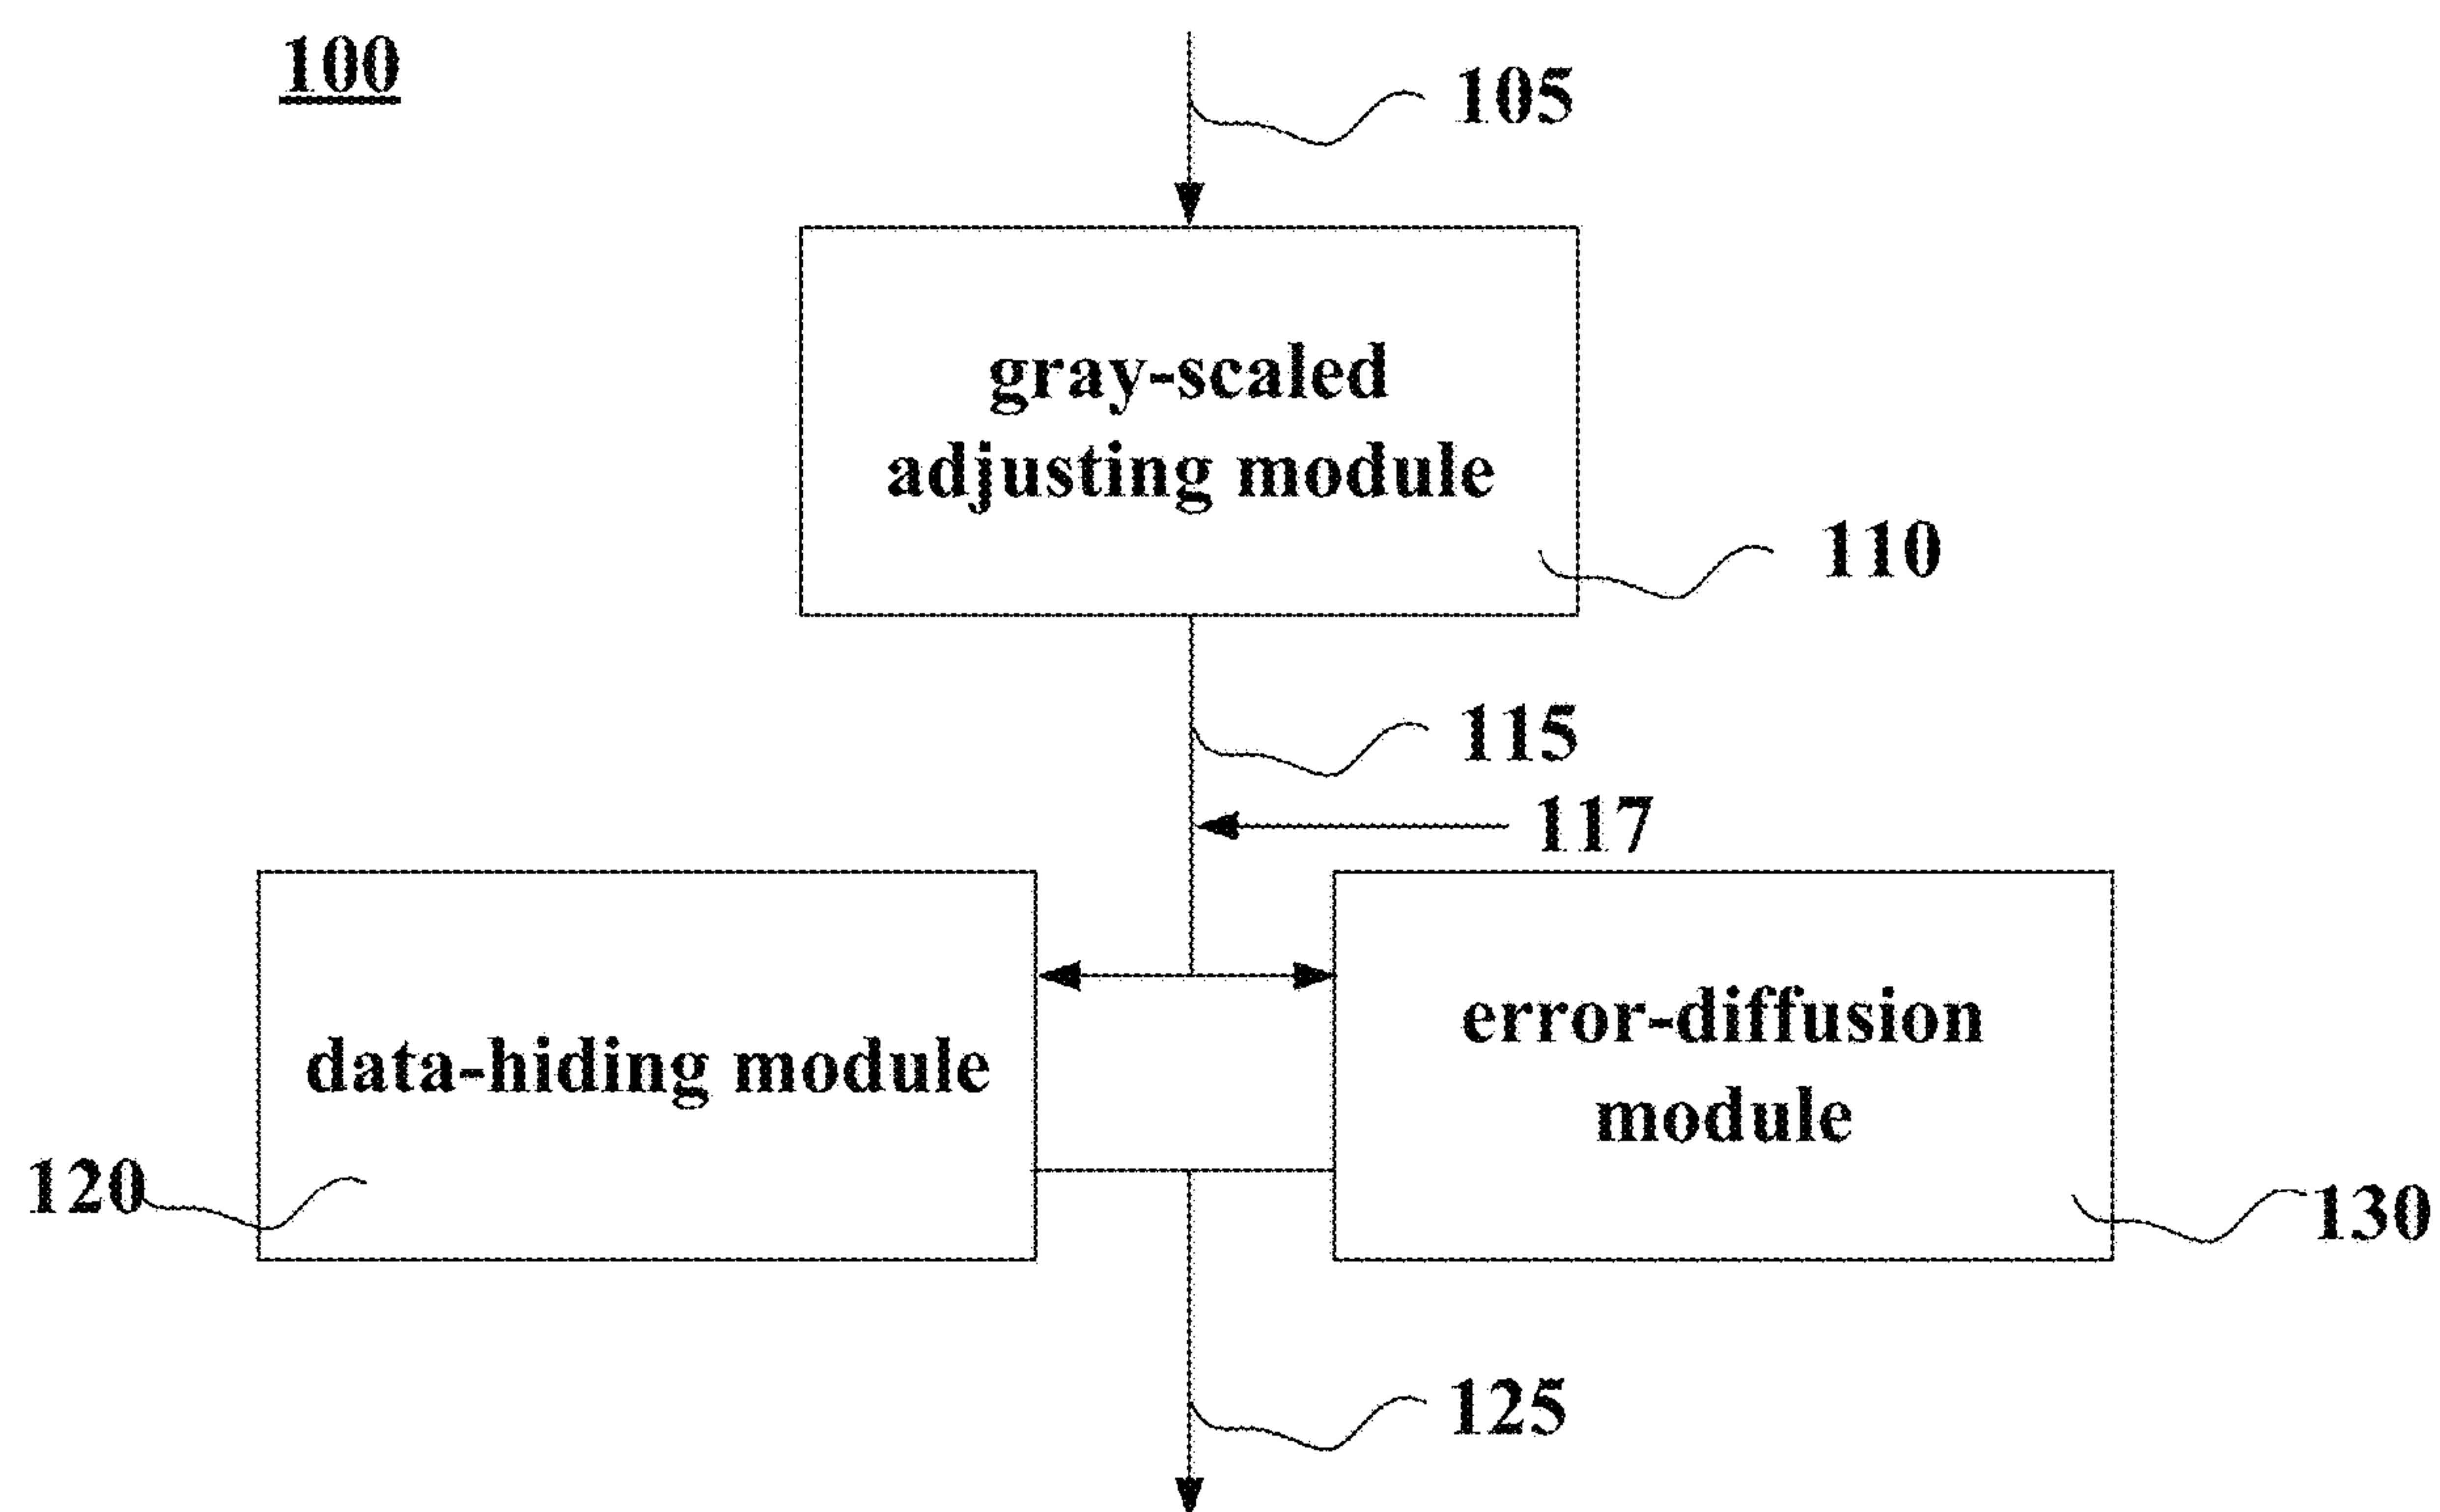 100
105
gray-scaled
adjusting module
110
115
117
data-hiding module
error-diffusion
module
120
130
125